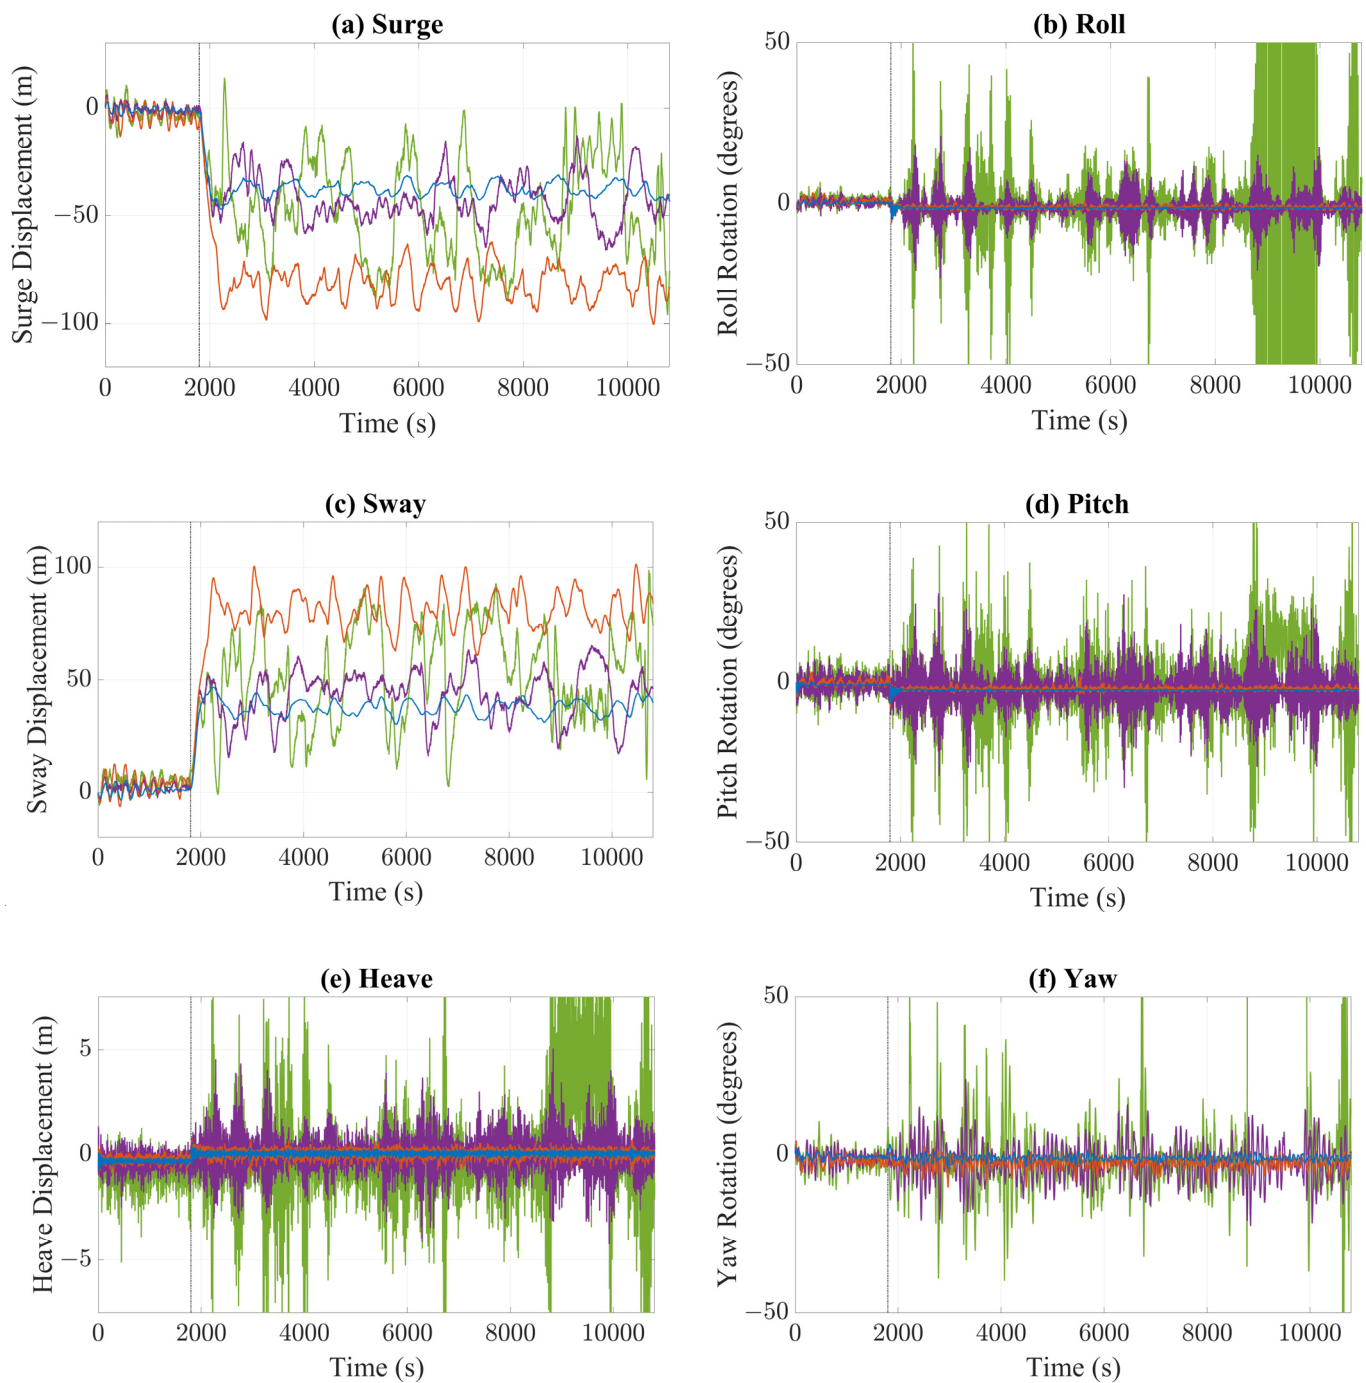 (a) Surge
Surge Displacement (m)
0
−50
−100
0 2000 4000 6000 8000 10000
Time (s)
(b) Roll
Roll Rotation (degrees)
50
0
−50
0 2000 4000 6000 8000 10000
Time (s)
(c) Sway
Sway Displacement (m)
100
50
0
0 2000 4000 6000 8000 10000
Time (s)
(d) Pitch
Pitch Rotation (degrees)
50
0
−50
0 2000 4000 6000 8000 10000
Time (s)
(e) Heave
Heave Displacement (m)
5
0
−5
0 2000 4000 6000 8000 10000
Time (s)
(f) Yaw
Yaw Rotation (degrees)
50
0
−50
0 2000 4000 6000 8000 10000
Time (s)